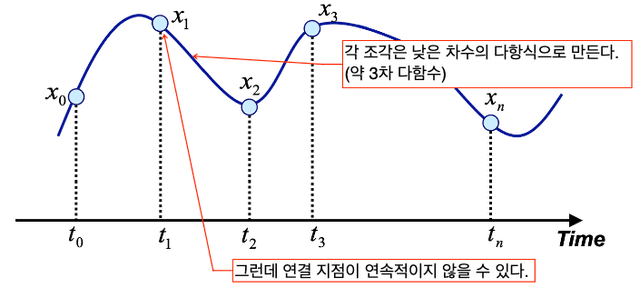 x₃
x₁
각 조각은 낮은 차수의 다항식으로 만든다.
(약 3차 다함수)
x₀
x₂
xₙ
t₀ t₁ t₂ t₃ tₙ
Time
그런데 연결 지점이 연속적이지 않을 수 있다.